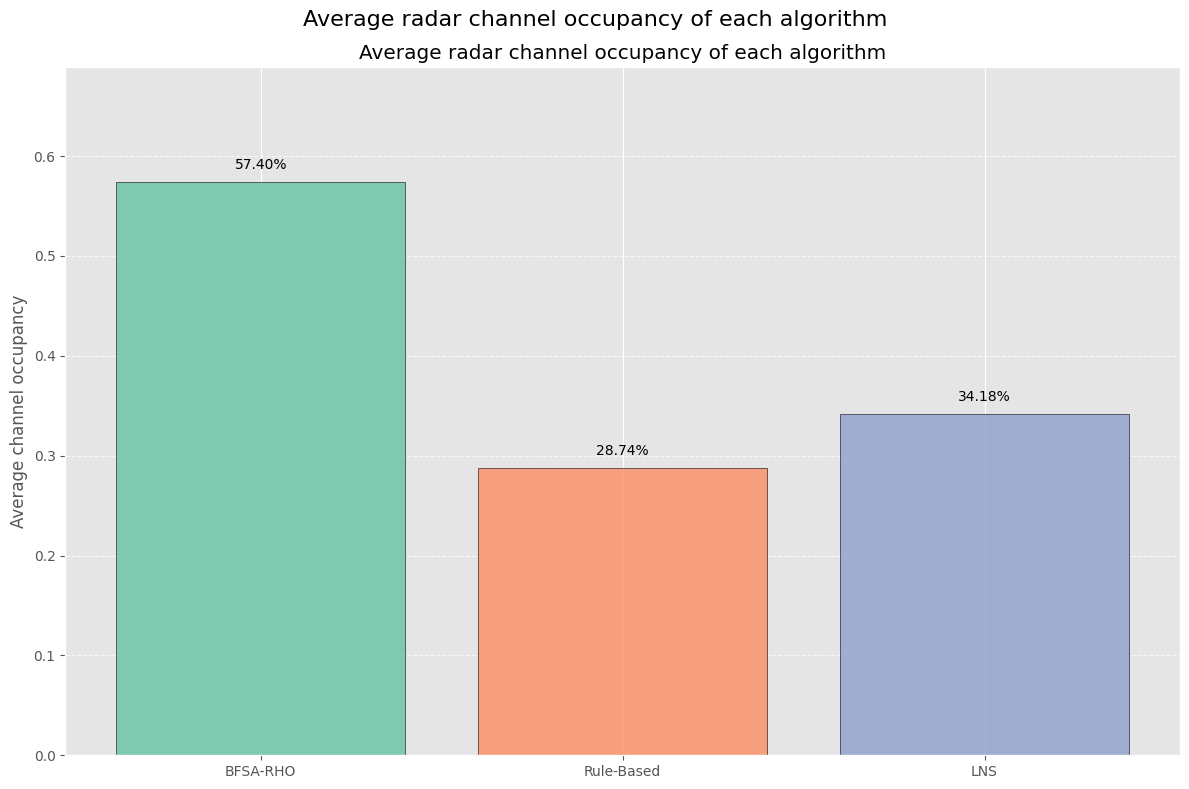 Average radar channel occupancy of each algorithm
Average radar channel occupancy of each algorithm
Average channel occupancy
0.6
0.5
0.4
0.3
0.2
0.1
0.0
57.40%
28.74%
34.18%
BFSA-RHO
Rule-Based
LNS